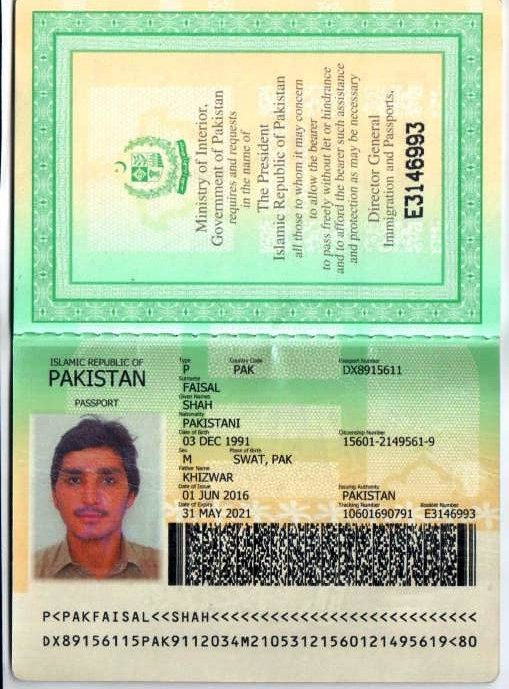 Ministry of Interior,
Government of Pakistan
requires and requests
in the name of
The President
Islamic Republic of Pakistan
all those to whom it may concern
to allow the bearer
to pass freely without let or hindrance
and to afford the bearer such assistance
and protection as may be necessary
Director General
Immigration and Passports.
E3146993
ISLAMIC REPUBLIC OF
PAKISTAN
PASSPORT
Type Country Code Passport Number
P PAK DX8915611
Surname
FAISAL
Given Names
SHAH
Nationality
PAKISTANI
Date of Birth Citizenship Number
03 DEC 1991 15601-2149561-9
Sex Place of Birth
M SWAT, PAK
Father Name
KHIZWAR
Date of Issue Issuing Authority
01 JUN 2016 PAKISTAN
Date of Expiry Tracking Number Booklet Number
31 MAY 2021 10601690791 E3146993
P<PAKFAISAL<<SHAH<<<<<<<<<<<<<<<<<<<<<<<<<<<
DX89156115PAK9112034M21053121560121495619<80